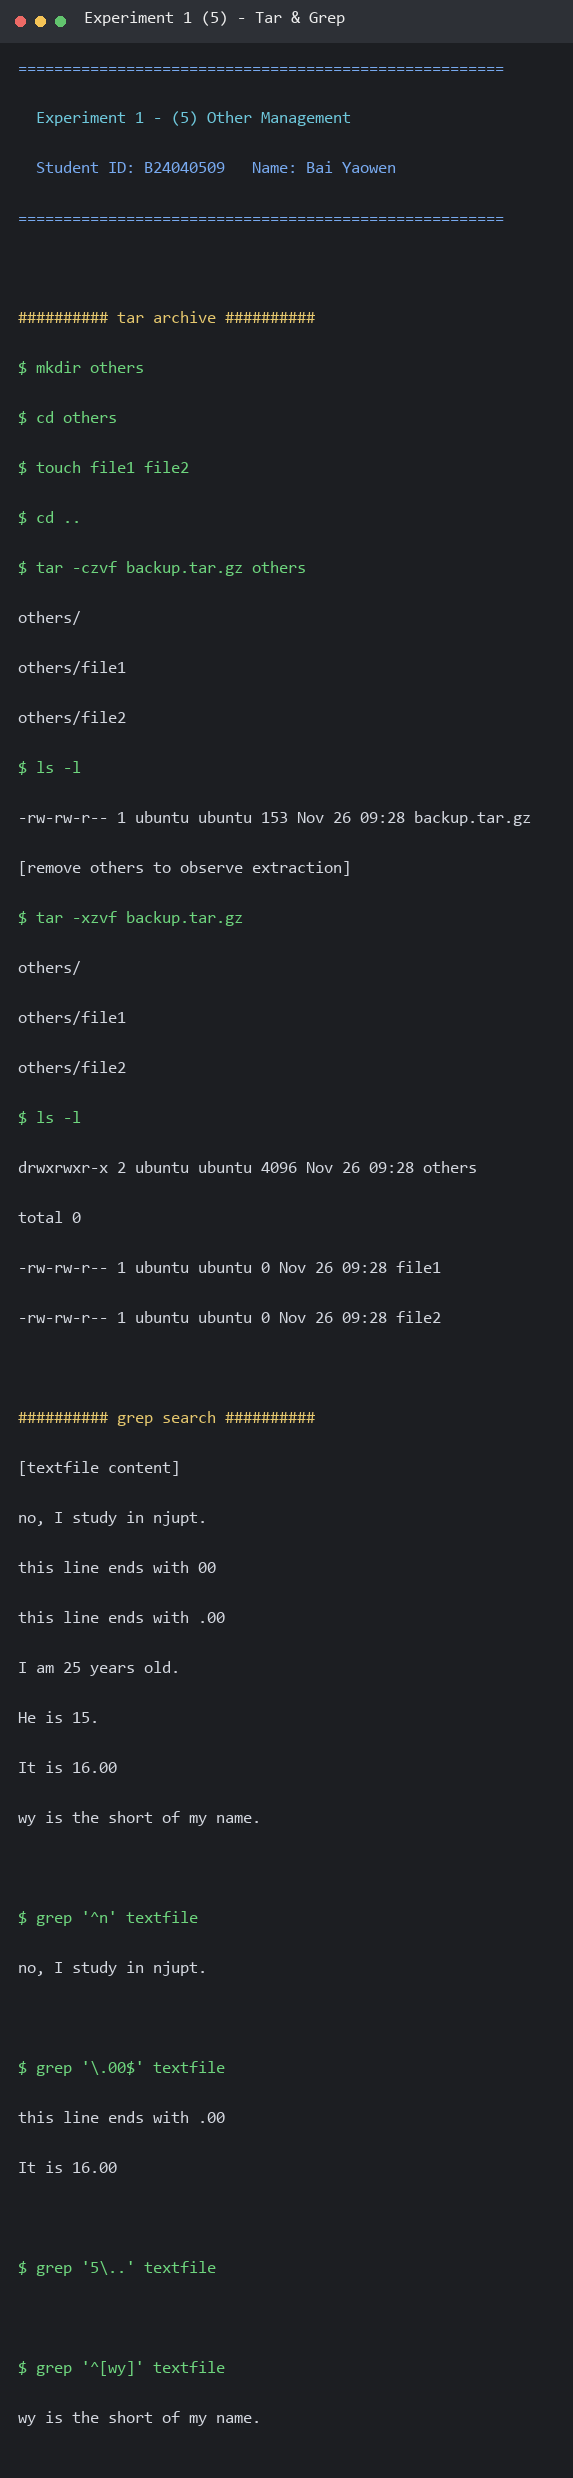 Experiment 1 (5) - Tar & Grep
======================================================
Experiment 1 - (5) Other Management
Student ID: B24040509   Name: Bai Yaowen
======================================================
########## tar archive ##########
$ mkdir others
$ cd others
$ touch file1 file2
$ cd ..
$ tar -czvf backup.tar.gz others
others/
others/file1
others/file2
$ ls -l
-rw-rw-r-- 1 ubuntu ubuntu 153 Nov 26 09:28 backup.tar.gz
[remove others to observe extraction]
$ tar -xzvf backup.tar.gz
others/
others/file1
others/file2
$ ls -l
drwxrwxr-x 2 ubuntu ubuntu 4096 Nov 26 09:28 others
total 0
-rw-rw-r-- 1 ubuntu ubuntu 0 Nov 26 09:28 file1
-rw-rw-r-- 1 ubuntu ubuntu 0 Nov 26 09:28 file2
########## grep search ##########
[textfile content]
no, I study in njupt.
this line ends with 00
this line ends with .00
I am 25 years old.
He is 15.
It is 16.00
wy is the short of my name.
$ grep '^n' textfile
no, I study in njupt.
$ grep '\.00$' textfile
this line ends with .00
It is 16.00
$ grep '5\..' textfile
$ grep '^[wy]' textfile
wy is the short of my name.